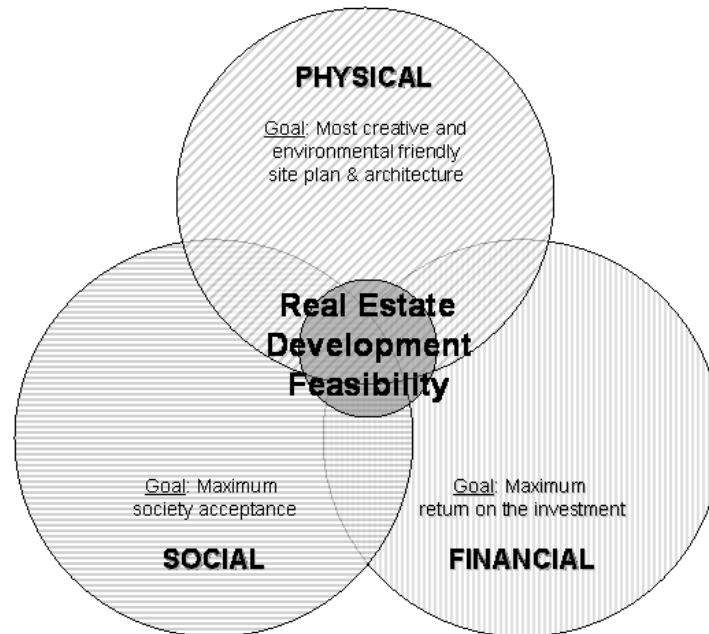 PHYSICAL
Goal: Most creative and
environmental friendly
site plan & architecture
Real Estate
Development
Feasibility
Goal: Maximum
society acceptance
SOCIAL
Goal: Maximum
return on the investment
FINANCIAL